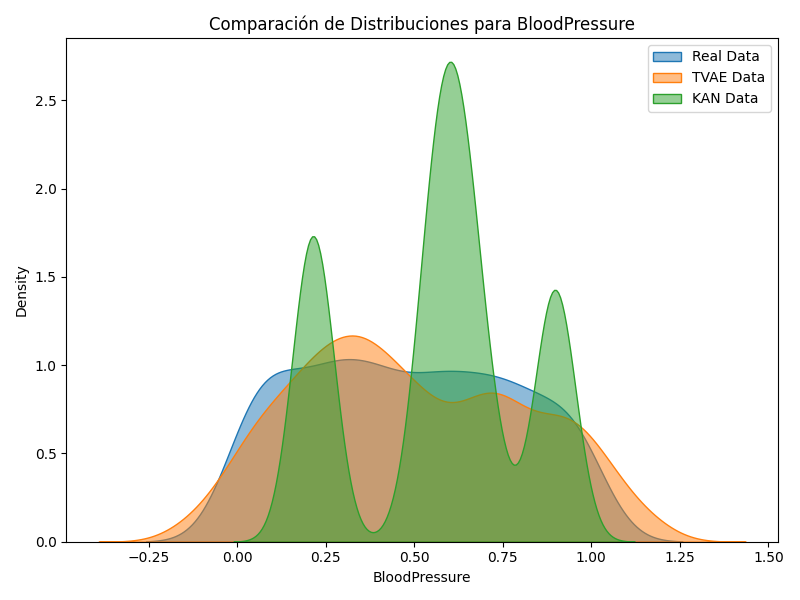 Comparación de Distribuciones para BloodPressure
Real Data
TVAE Data
KAN Data
Density
2.5
2.0
1.5
1.0
0.5
0.0
−0.25
0.00
0.25
0.50
0.75
1.00
1.25
1.50
BloodPressure